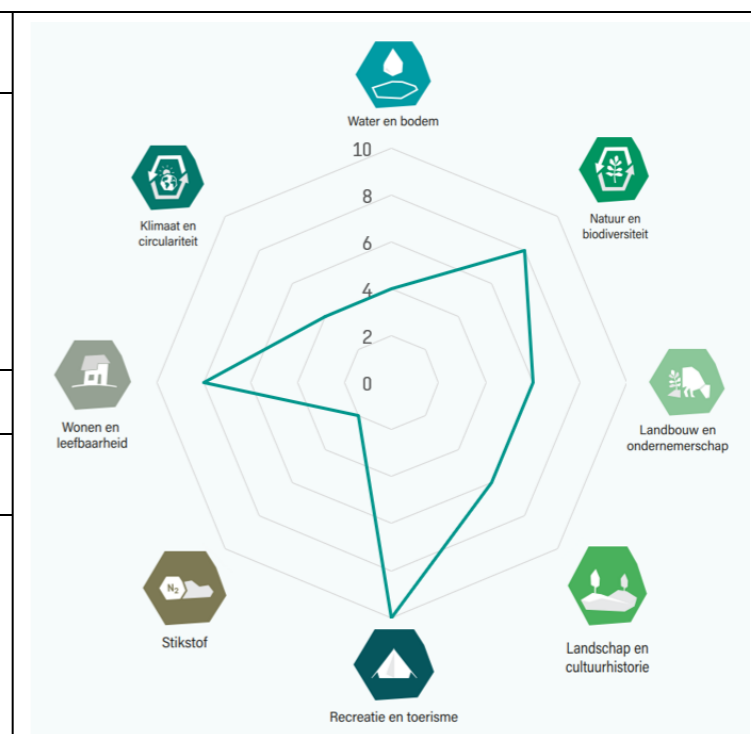 Water en bodem
10
8
6
4
2
0
Natuur en
biodiversiteit
Klimaat en
circulariteit
Wonen en
leefbaarheid
Landbouw en
ondernemerschap
N₂
Stikstof
Landschap en
cultuurhistorie
Recreatie en toerisme